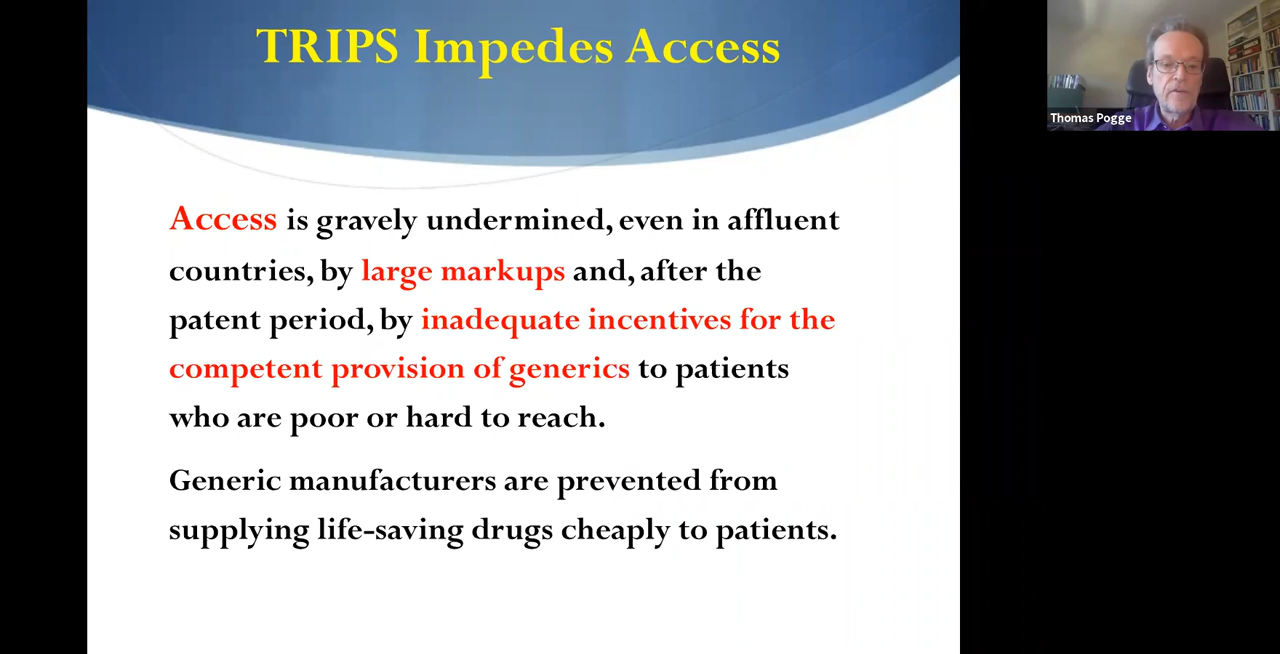 TRIPS Impedes Access
Thomas Pogge
Access is gravely undermined, even in affluent
countries, by large markups and, after the
patent period, by inadequate incentives for the
competent provision of generics to patients
who are poor or hard to reach.
Generic manufacturers are prevented from
supplying life-saving drugs cheaply to patients.